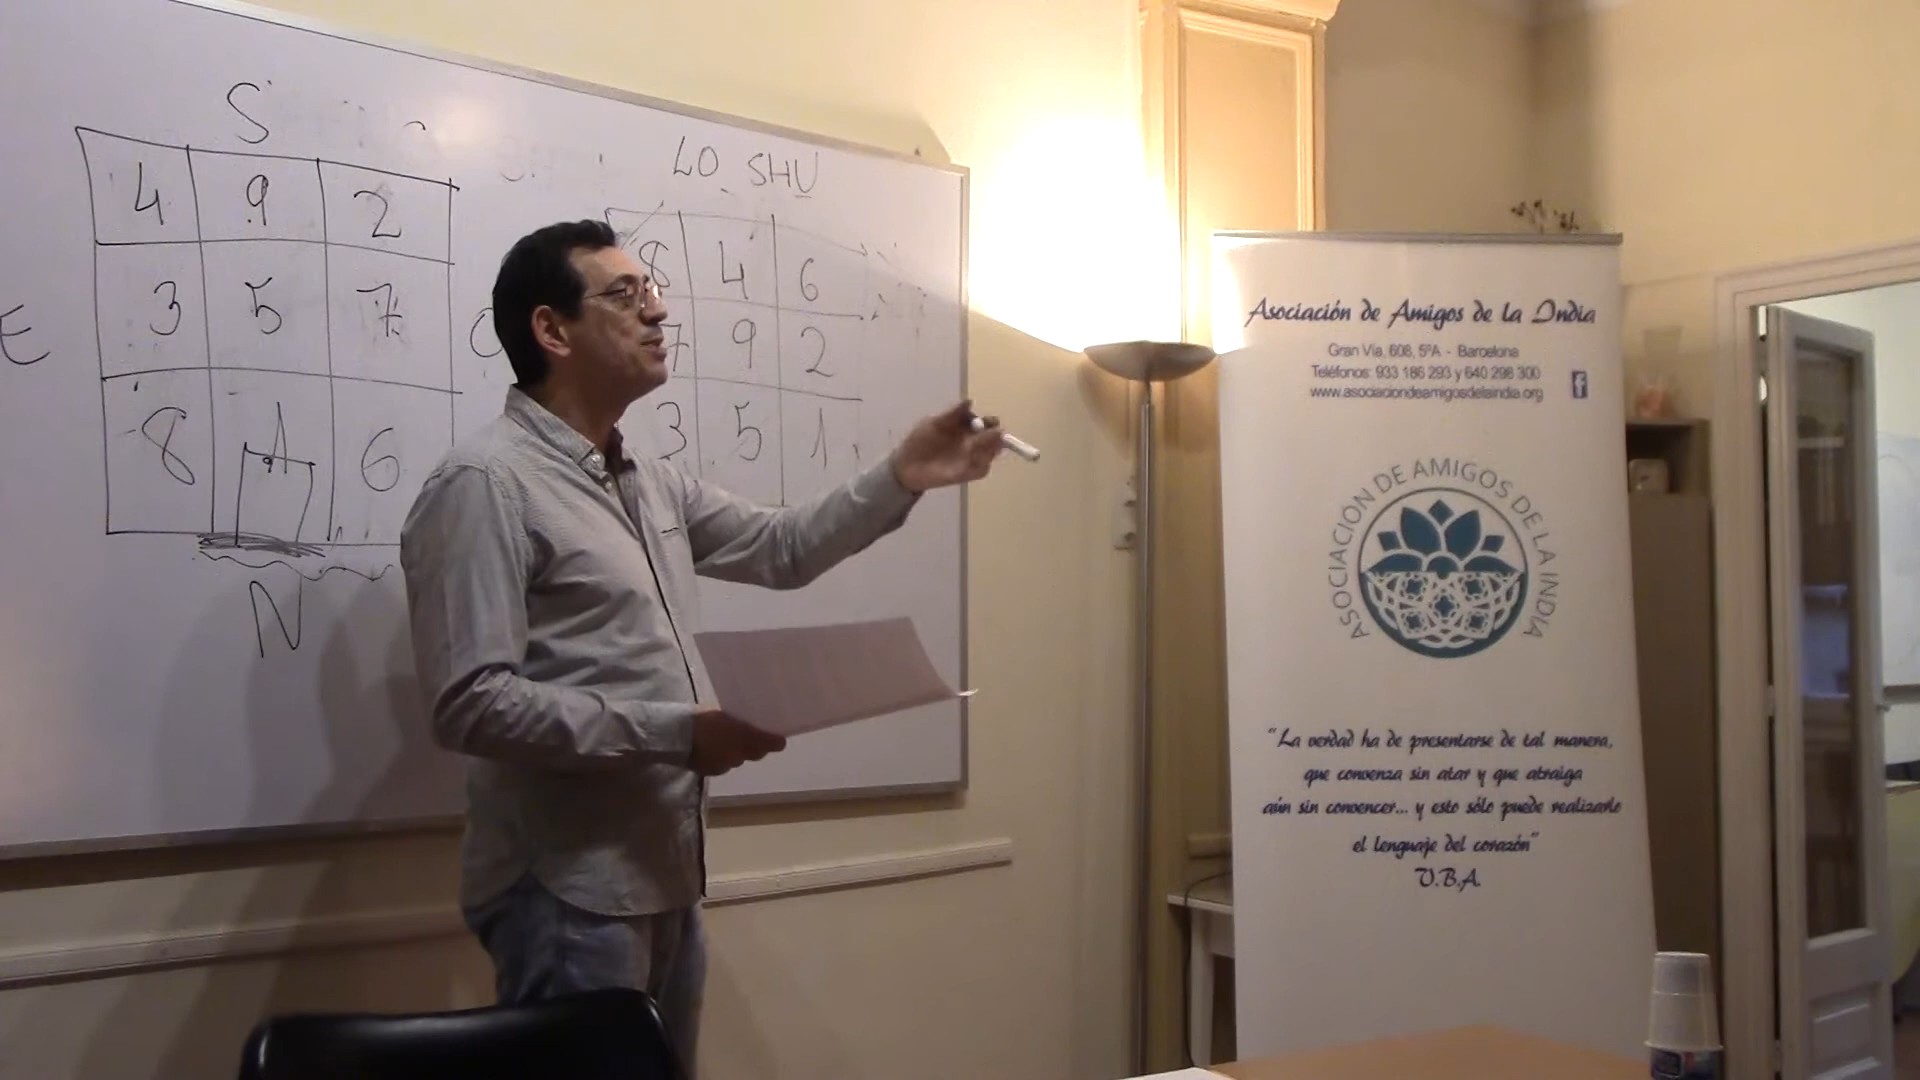 S
4 9 2
E 3 5 7
8 1 6
N
LO SHU
8 4 6
7 9 2
3 5 1
Asociación de Amigos de la India
Gran Vía, 608, 5ºA - Barcelona
Teléfonos: 933 186 293 y 640 298 300
www.asociaciondeamigosdelaindia.org
f
ASOCIACIÓN DE AMIGOS DE LA INDIA
"La verdad ha de presentarse de tal manera,
que convenza sin atar y que atraiga
aún sin convencer... y esto sólo puede realizarlo
el lenguaje del corazón"
V.B.A.